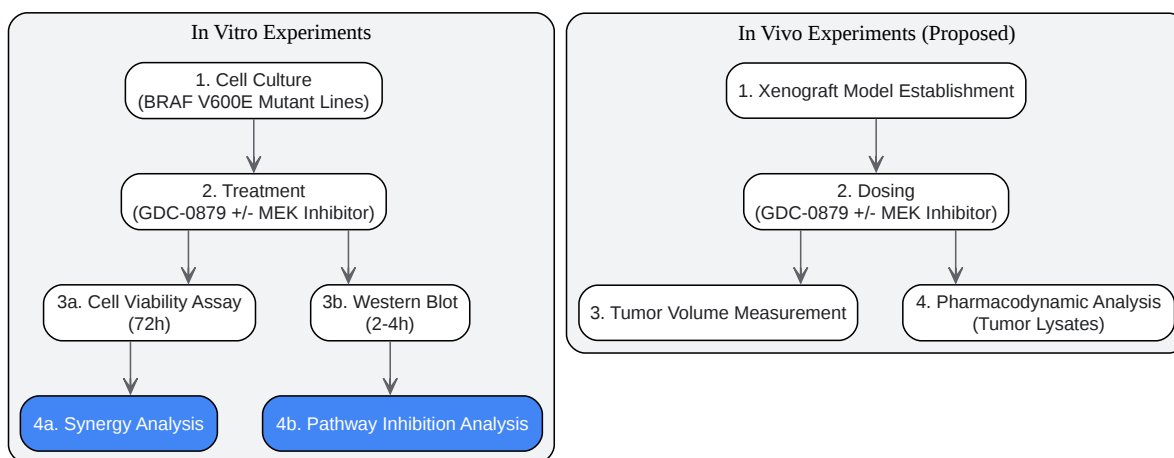 In Vitro Experiments
1. Cell Culture
(BRAF V600E Mutant Lines)
2. Treatment
(GDC-0879 +/- MEK Inhibitor)
3a. Cell Viability Assay
(72h)
3b. Western Blot
(2-4h)
4a. Synergy Analysis
4b. Pathway Inhibition Analysis
In Vivo Experiments (Proposed)
1. Xenograft Model Establishment
2. Dosing
(GDC-0879 +/- MEK Inhibitor)
3. Tumor Volume Measurement
4. Pharmacodynamic Analysis
(Tumor Lysates)